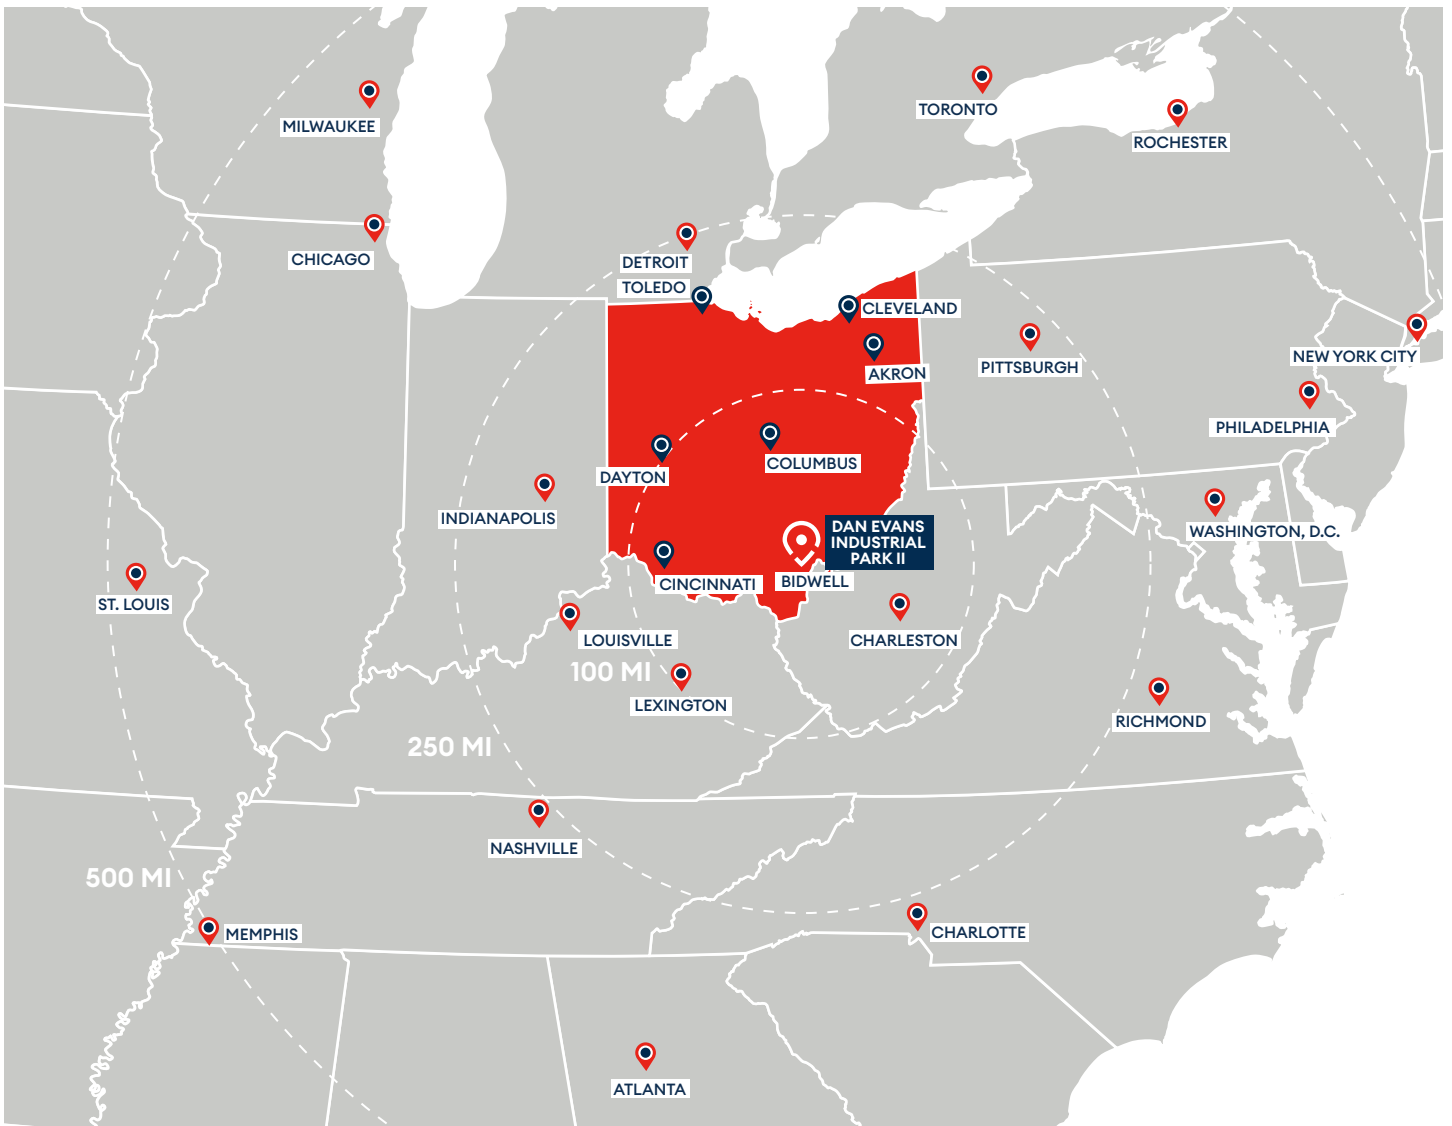 MILWAUKEE
TORONTO
ROCHESTER
CHICAGO
DETROIT
TOLEDO
CLEVELAND
AKRON
PITTSBURGH
NEW YORK CITY
PHILADELPHIA
COLUMBUS
DAYTON
INDIANAPOLIS
DAN EVANS
INDUSTRIAL
PARK II
WASHINGTON, D.C.
CINCINNATI
BIDWELL
ST. LOUIS
LOUISVILLE
CHARLESTON
100 MI
LEXINGTON
RICHMOND
250 MI
NASHVILLE
500 MI
MEMPHIS
CHARLOTTE
ATLANTA